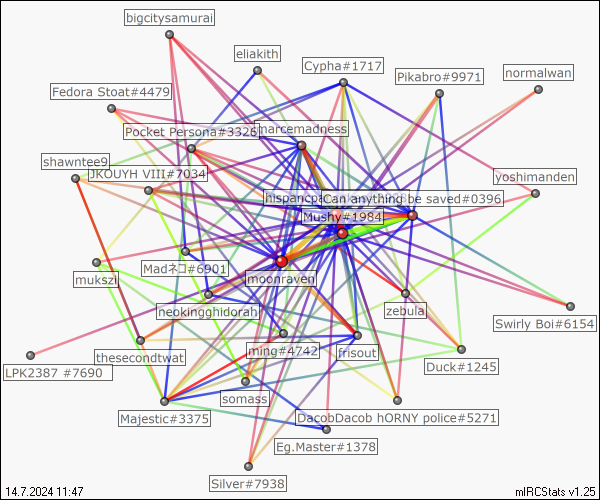 bigcitysamurai
eliakith
Cypha#1717
Pikabro#9971
normalwan
Fedora Stoat#4479
Pocket Persona#3326
marcemadness
shawntee9
JKOUYH VIII#7034
yoshimanden
hispancpa
Can anything be saved#0396
Mushy#1984
Madネコ#6901
mukszi
moonraven
neokingghidorah
zebula
Swirly Boi#6154
thesecondtwat
ming#4742
frisout
LPK2387 #7690
Duck#1245
somass
Majestic#3375
DacobDacob hORNY police#5271
Eg.Master#1378
Silver#7938
14.7.2024 11:47
mIRCStats v1.25